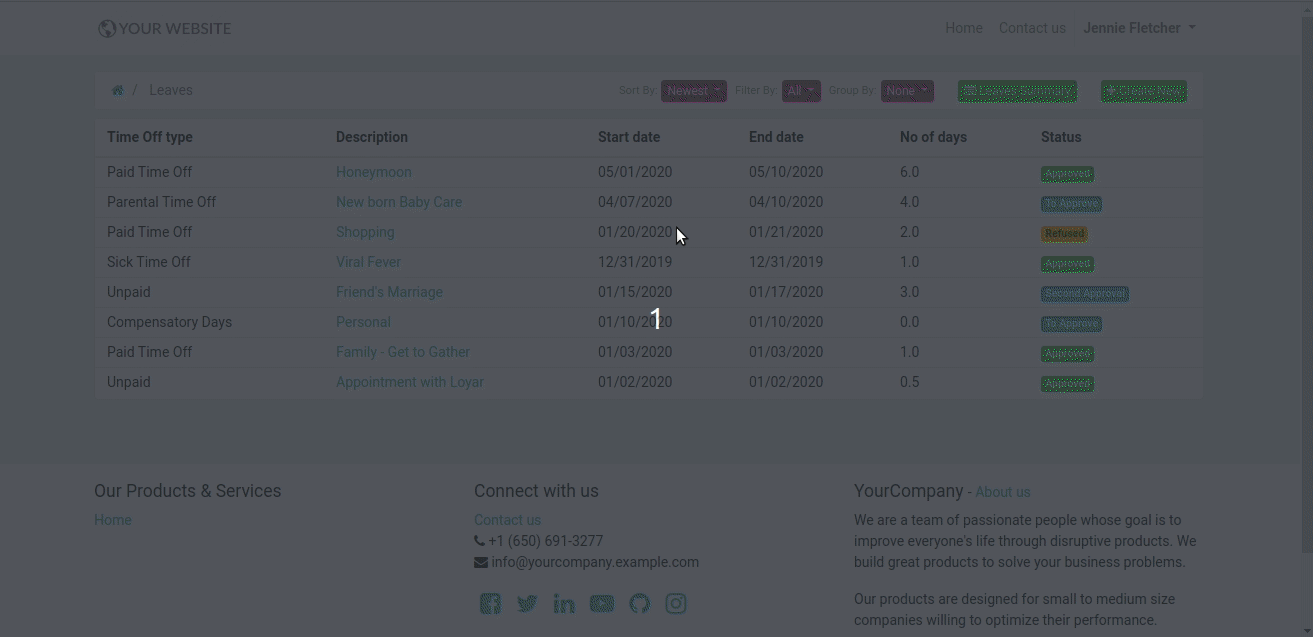 YOUR WEBSITE
Home Contact us Jennie Fletcher
/ Leaves Sort By: Newest Filter By: All Group By: None Leaves Summary Create New
Time Off type Description Start date End date No of days Status
Paid Time Off Honeymoon 05/01/2020 05/10/2020 6.0 Approved
Parental Time Off New born Baby Care 04/07/2020 04/10/2020 4.0 To Approve
Paid Time Off Shopping 01/20/2020 01/21/2020 2.0 Refused
Sick Time Off Viral Fever 12/31/2019 12/31/2019 1.0 Approved
Unpaid Friend's Marriage 01/15/2020 01/17/2020 3.0 Second Approval
Compensatory Days Personal 01/10/2020 01/10/2020 0.0 To Approve
1
Paid Time Off Family - Get to Gather 01/03/2020 01/03/2020 1.0 Approved
Unpaid Appointment with Loyar 01/02/2020 01/02/2020 0.5 Approved
Our Products & Services
Home
Connect with us
Contact us
+1 (650) 691-3277
info@yourcompany.example.com
YourCompany - About us
We are a team of passionate people whose goal is to
improve everyone's life through disruptive products. We
build great products to solve your business problems.
Our products are designed for small to medium size
companies willing to optimize their performance.